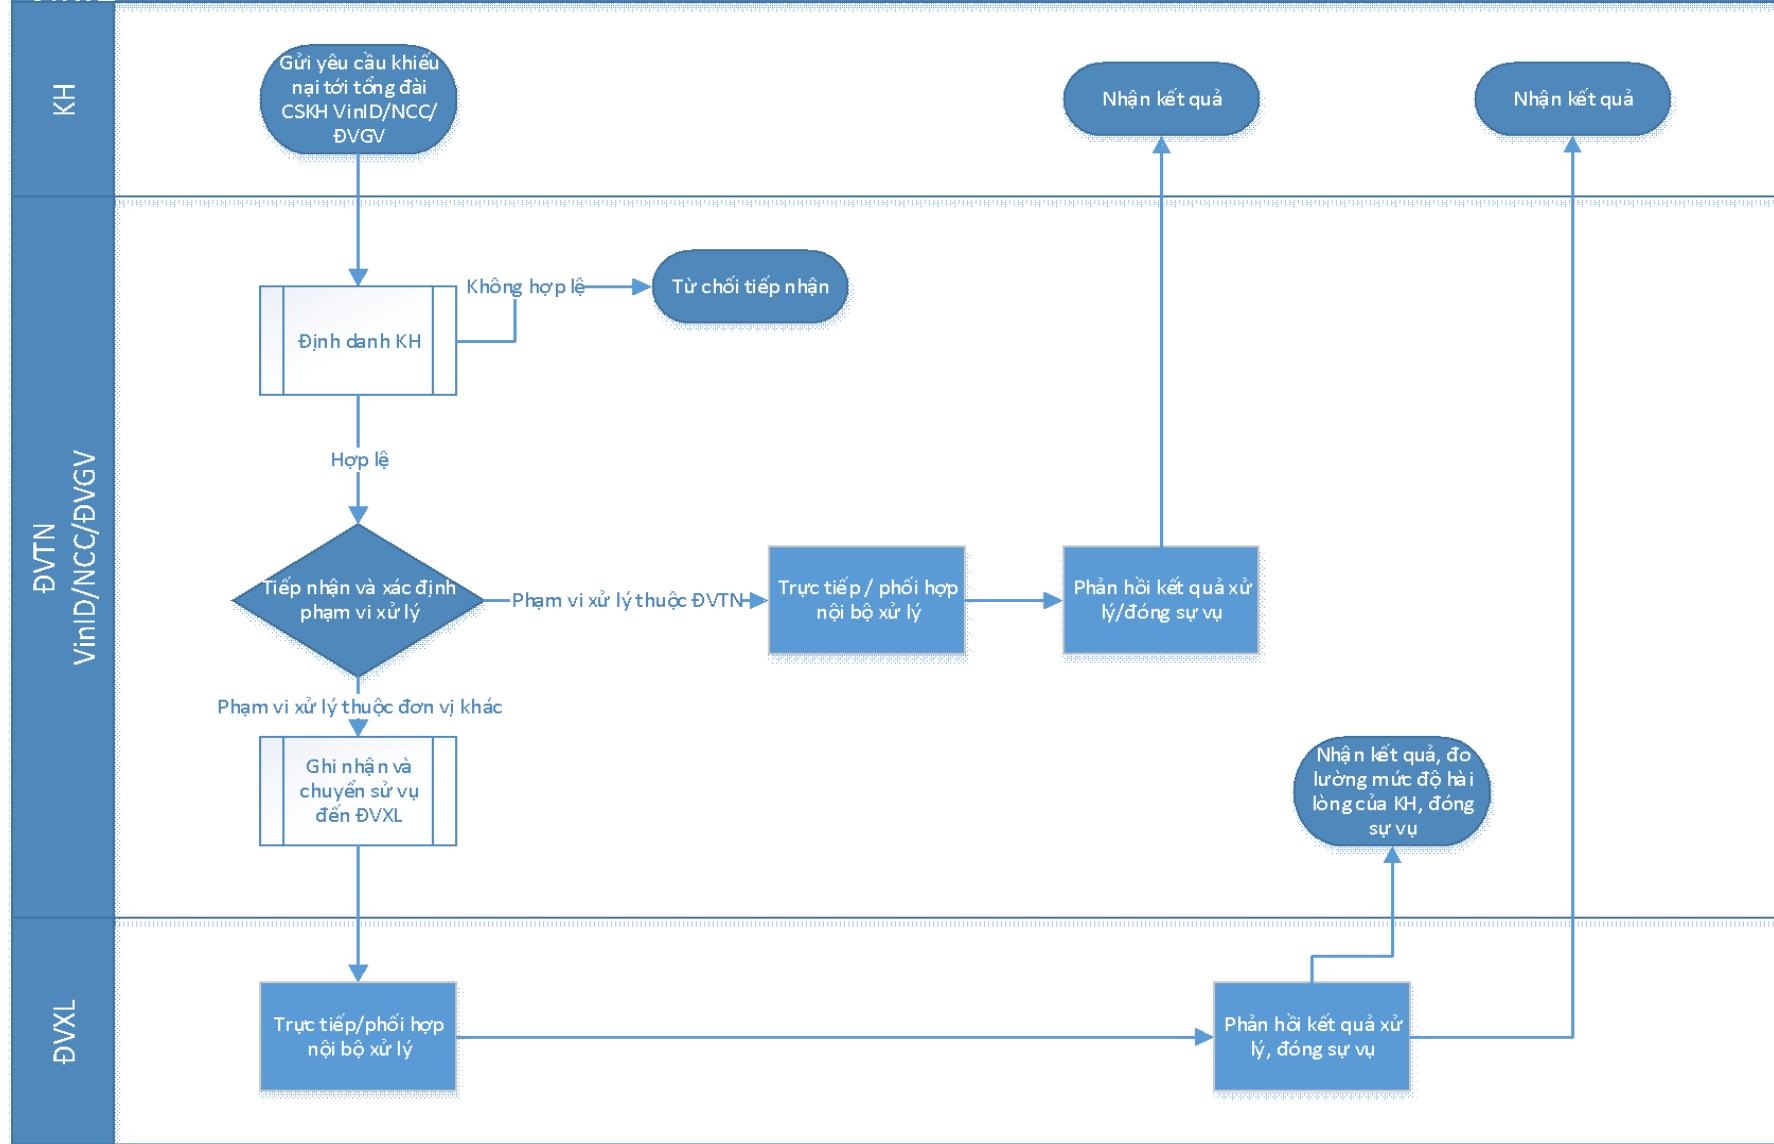 KH
Gửi yêu cầu khiếu
nại tới tổng đài
CSKH VinID/NCC/
ĐVGV
Nhận kết quả
Nhận kết quả
ĐVTN
VinID/NCC/ĐVGV
Không hợp lệ
Từ chối tiếp nhận
Định danh KH
Hợp lệ
Tiếp nhận và xác định
phạm vi xử lý
Phạm vi xử lý thuộc ĐVTN
Trực tiếp / phối hợp
nội bộ xử lý
Phản hồi kết quả xử
lý/đóng sự vụ
Phạm vi xử lý thuộc đơn vị khác
Ghi nhận và
chuyển sử vụ
đến ĐVXL
Nhận kết quả, đo
lường mức độ hài
lòng của KH, đóng
sự vụ
ĐVXL
Trực tiếp/phối hợp
nội bộ xử lý
Phản hồi kết quả xử
lý, đóng sự vụ